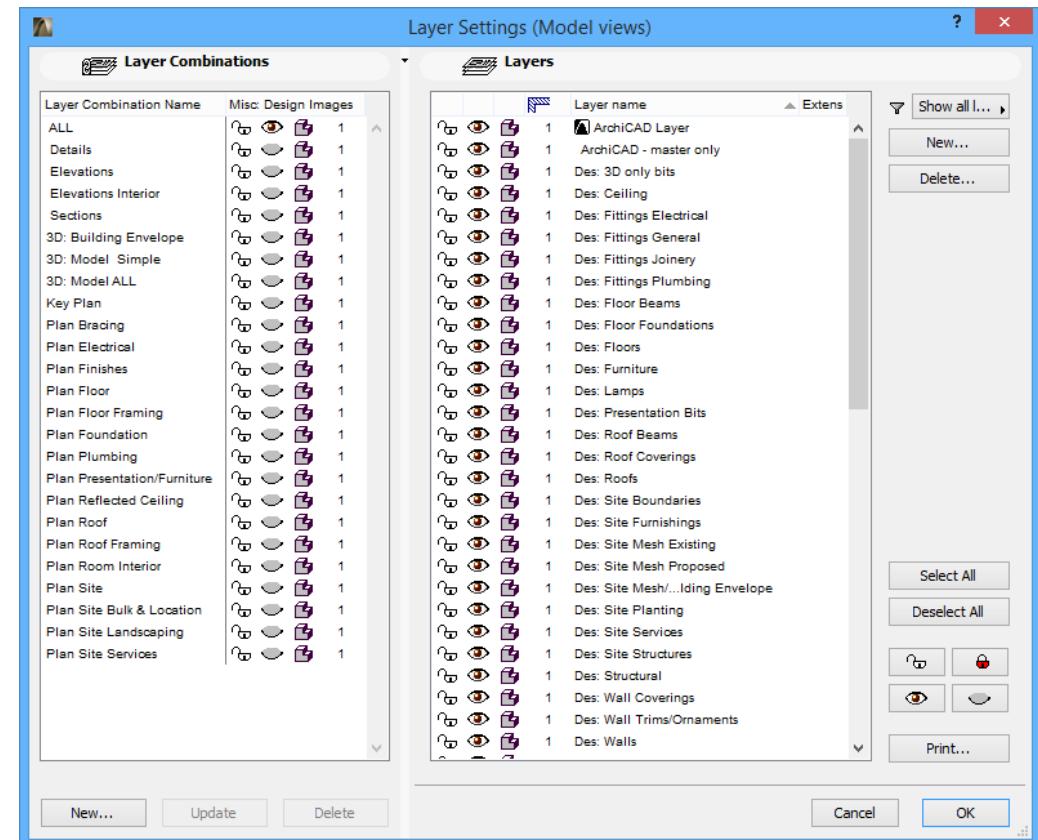 Layer Settings (Model views)
?
×
Layer Combinations
Layers
Layer Combination Name Misc: Design Images
ALL 1
Details 1
Elevations 1
Elevations Interior 1
Sections 1
3D: Building Envelope 1
3D: Model Simple 1
3D: Model ALL 1
Key Plan 1
Plan Bracing 1
Plan Electrical 1
Plan Finishes 1
Plan Floor 1
Plan Floor Framing 1
Plan Foundation 1
Plan Plumbing 1
Plan Presentation/Furniture 1
Plan Reflected Ceiling 1
Plan Roof 1
Plan Roof Framing 1
Plan Room Interior 1
Plan Site 1
Plan Site Bulk & Location 1
Plan Site Landscaping 1
Plan Site Services 1
New...
Update
Delete
Layer name Extens
1 ArchiCAD Layer
1 ArchiCAD - master only
1 Des: 3D only bits
1 Des: Ceiling
1 Des: Fittings Electrical
1 Des: Fittings General
1 Des: Fittings Joinery
1 Des: Fittings Plumbing
1 Des: Floor Beams
1 Des: Floor Foundations
1 Des: Floors
1 Des: Furniture
1 Des: Lamps
1 Des: Presentation Bits
1 Des: Roof Beams
1 Des: Roof Coverings
1 Des: Roofs
1 Des: Site Boundaries
1 Des: Site Furnishings
1 Des: Site Mesh Existing
1 Des: Site Mesh Proposed
1 Des: Site Mesh/...lding Envelope
1 Des: Site Planting
1 Des: Site Services
1 Des: Site Structures
1 Des: Structural
1 Des: Wall Coverings
1 Des: Wall Trims/Ornaments
1 Des: Walls
Show all l...
New...
Delete...
Select All
Deselect All
Print...
Cancel
OK